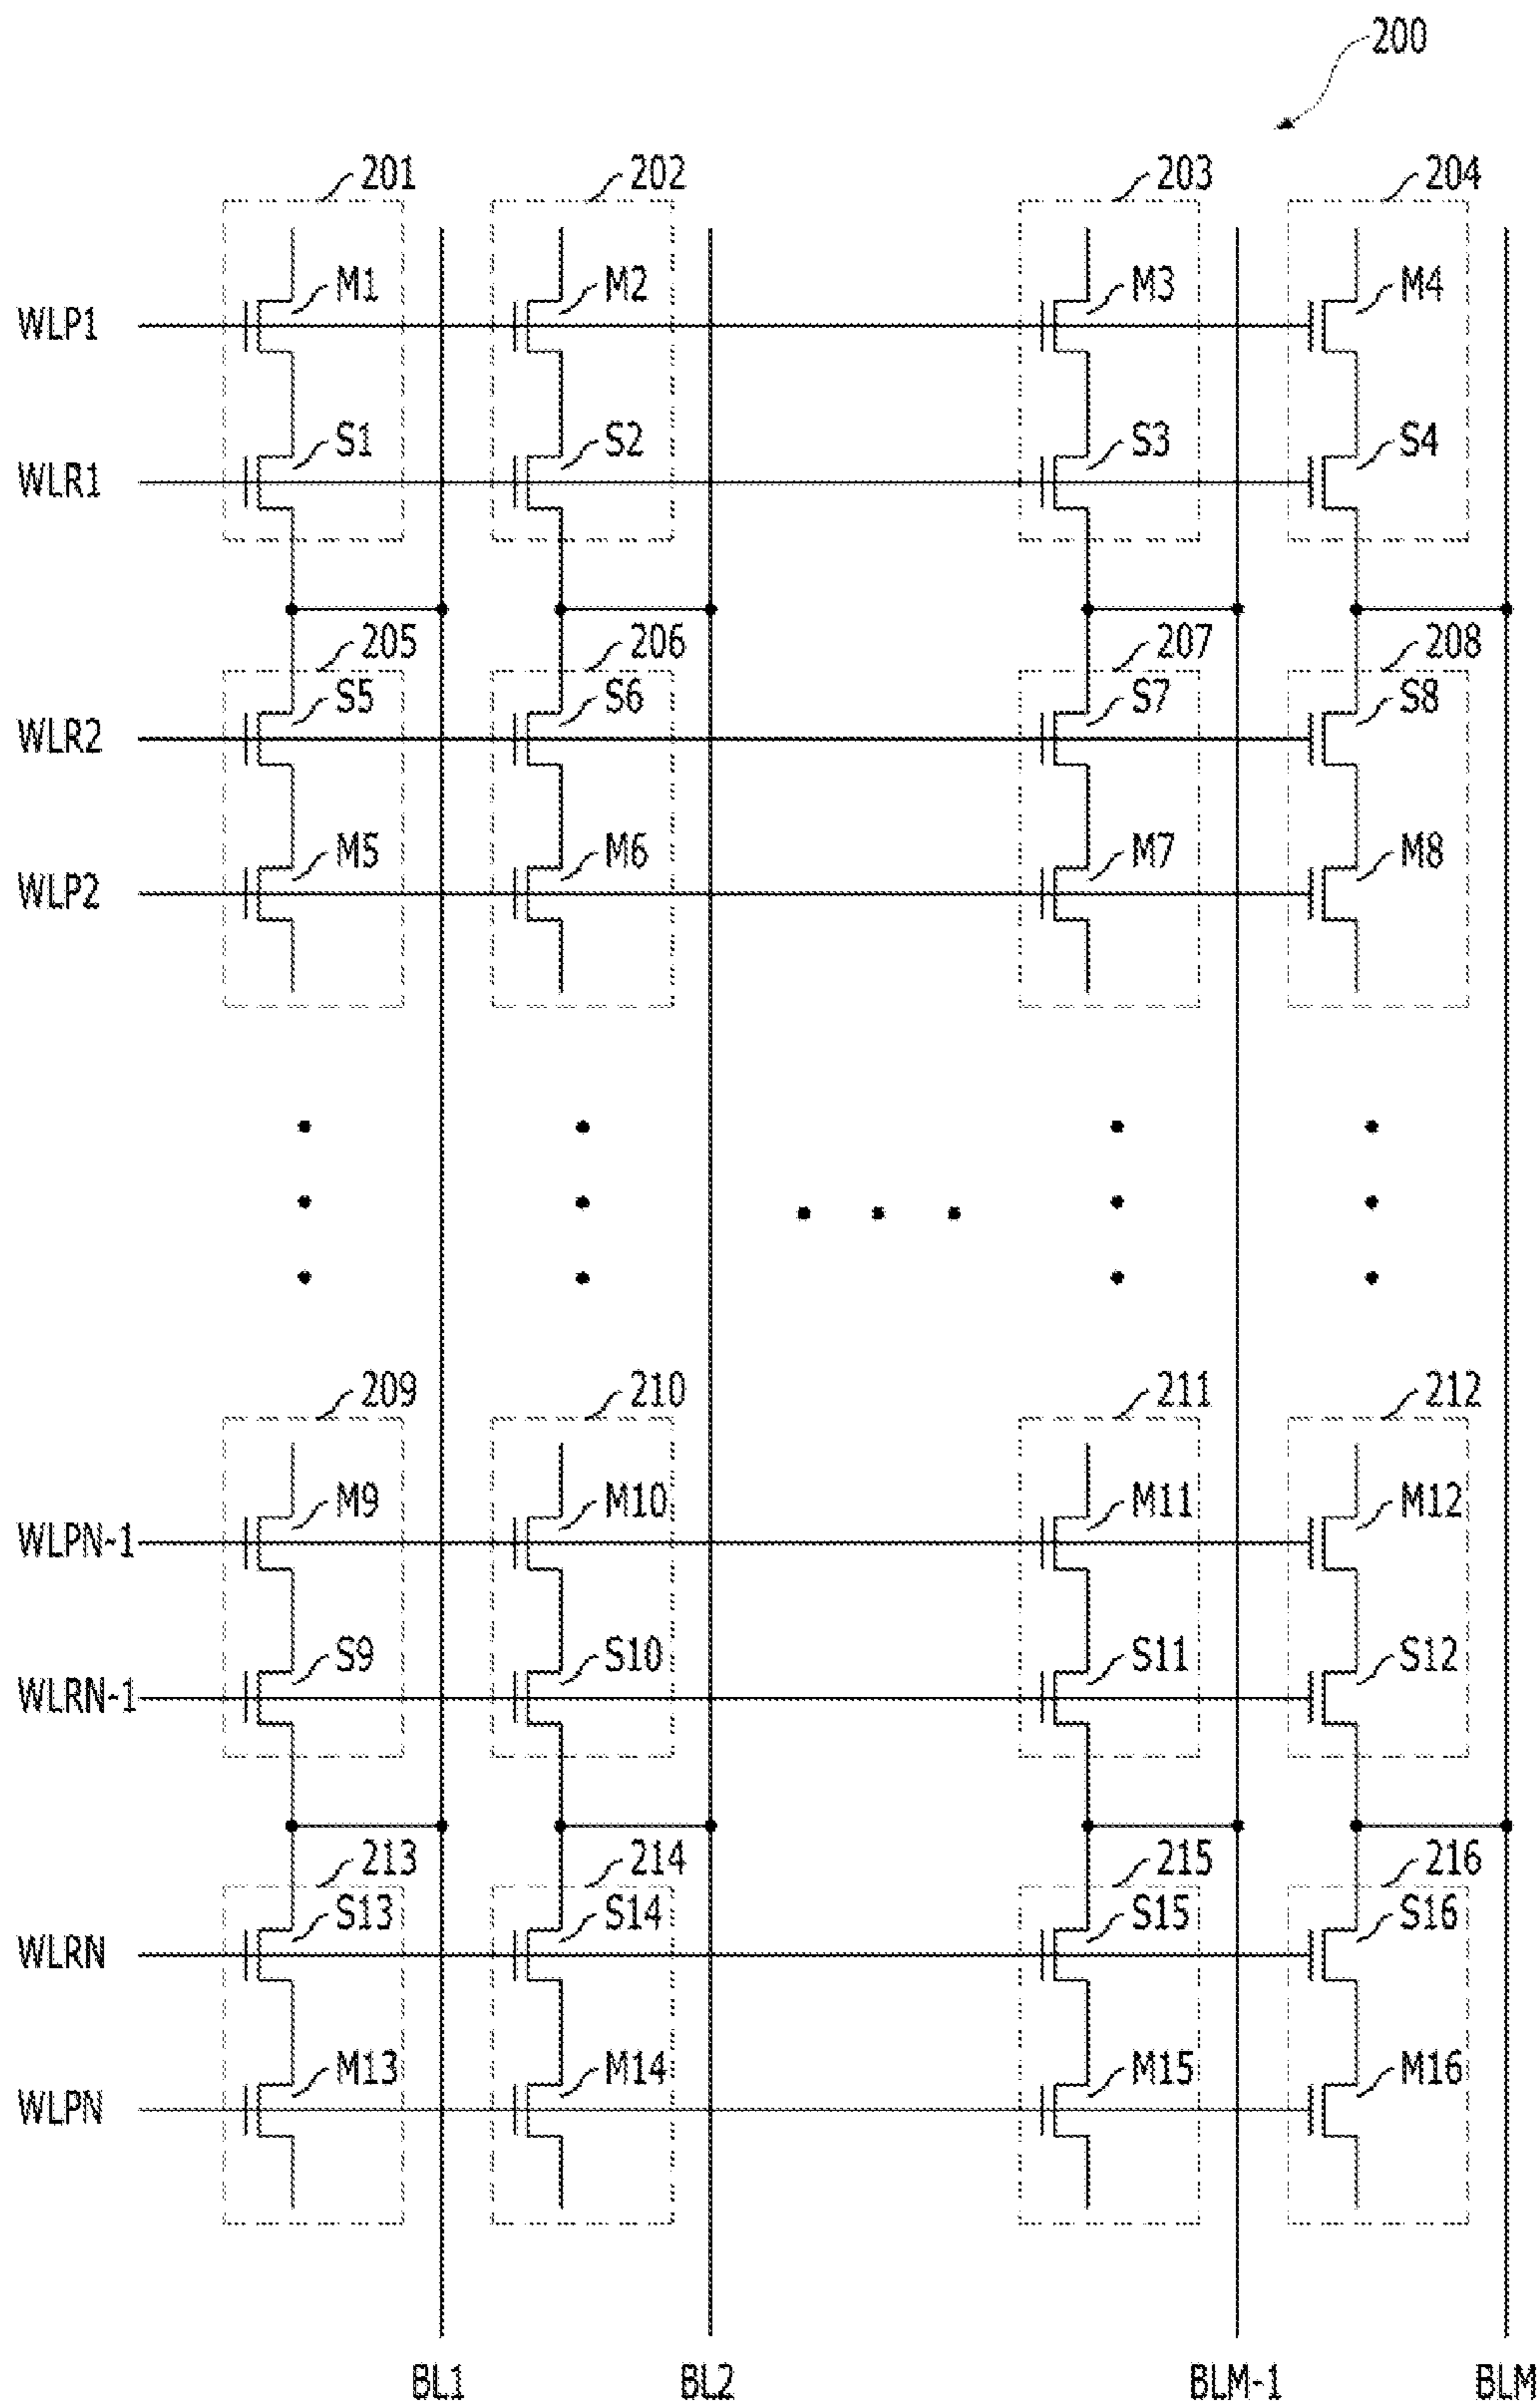 200
201 202 203 204
M1 M2 M3 M4
WLP1
S1 S2 S3 S4
WLR1
205 206 207 208
S5 S6 S7 S8
WLR2
M5 M6 M7 M8
WLP2
209 210 211 212
M9 M10 M11 M12
WLPN-1
S9 S10 S11 S12
WLRN-1
213 214 215 216
S13 S14 S15 S16
WLRN
M13 M14 M15 M16
WLPN
BL1 BL2 BLM-1 BLM